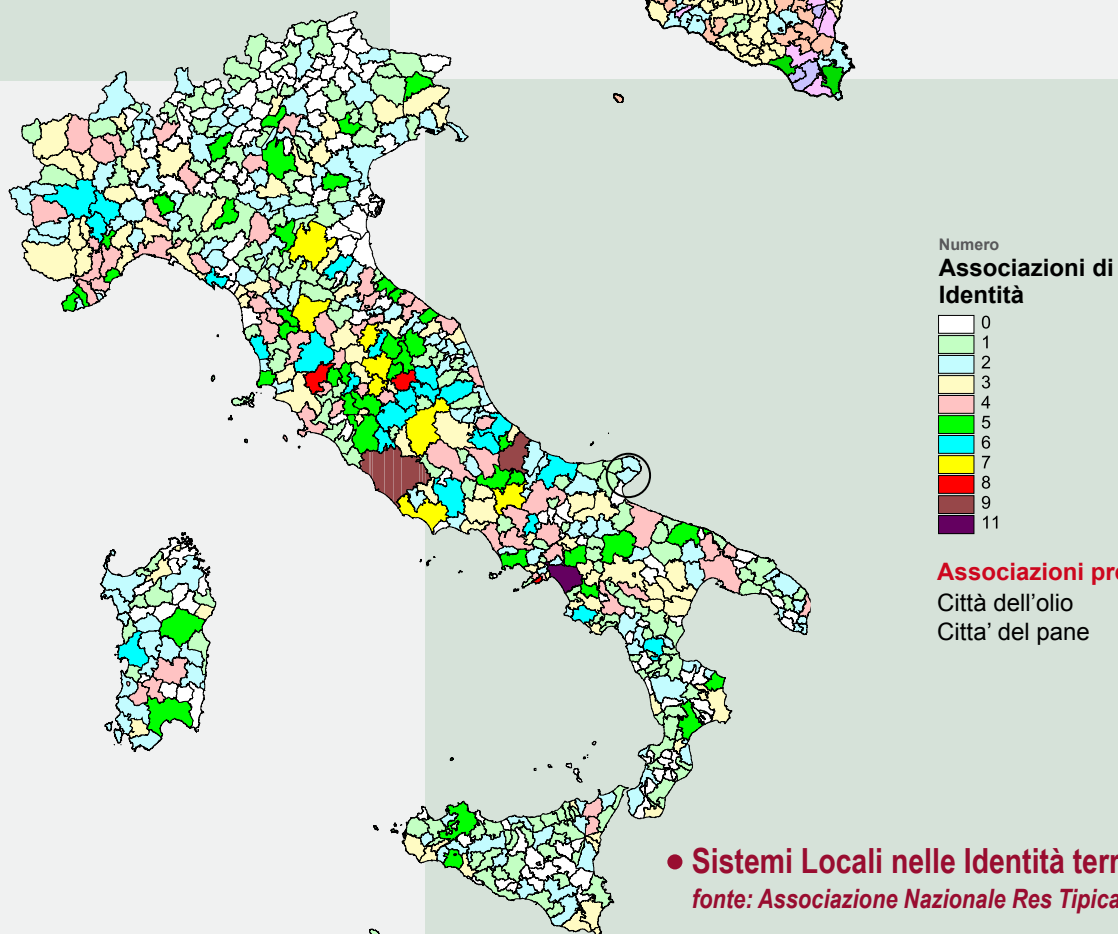 Numero
Associazioni di
Identità
0
1
2
3
4
5
6
7
8
9
11
Associazioni pr
Città dell'olio
Citta' del pane
• Sistemi Locali nelle Identità terr
fonte: Associazione Nazionale Res Tipica